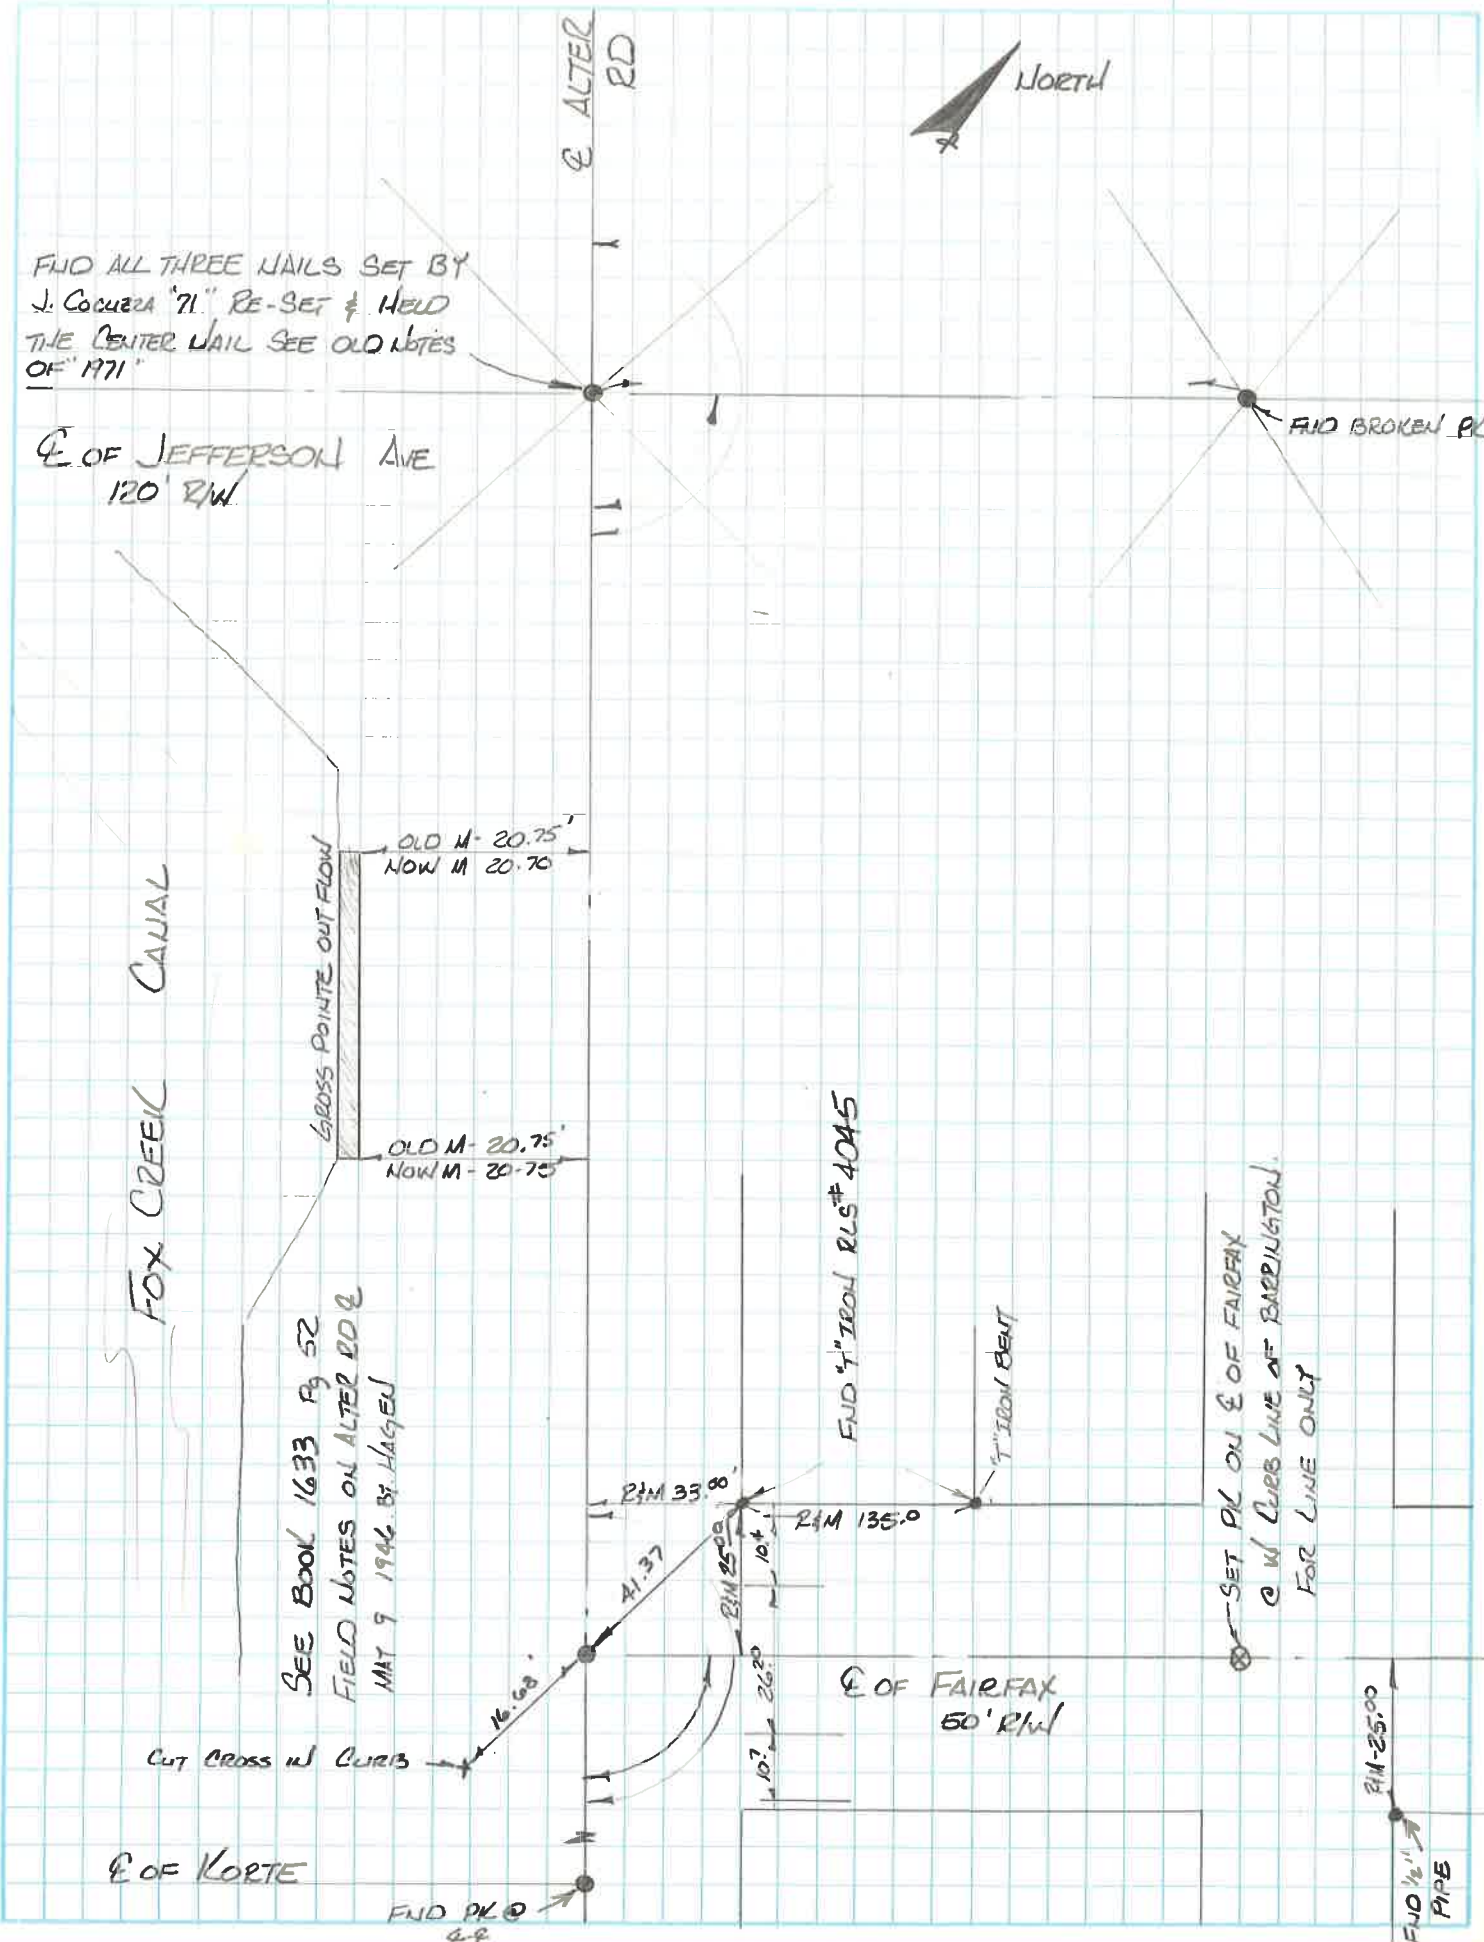 ℄ ALTER
RD
NORTH
FND ALL THREE NAILS SET BY
J. COCUZZA "71" RE-SET & HELD
THE CENTER NAIL SEE OLD NOTES
OF "1971"
FND BROKEN PK
℄ OF JEFFERSON AVE
120' R/W
OLD M- 20.75'
NOW M 20.70
GROSS POINTE OUT FLOW
FOX CREEK CANAL
OLD M- 20.75'
NOW M- 20.75
FND "T" IRON RLS# 4045
"T" IRON BENT
SEE BOOK 1633 Pg 52
FIELD NOTES ON ALTER RD ℄
MAY 9 1946 BY. HAGEN
SET PK ON ℄ OF FAIRFAX
@ W CURB LINE OF BARRINGTON.
FOR LINE ONLY
R&M 33.00'
R&M 135.0
41.37
R&M 25.00
10.4
16.68'
26.20
10.7
℄ OF FAIRFAX
50' R/W
CUT CROSS IN CURB
R&M-25.00
℄ OF KORTE
FND PK @
℄-℄
FND 1/2"
PIPE